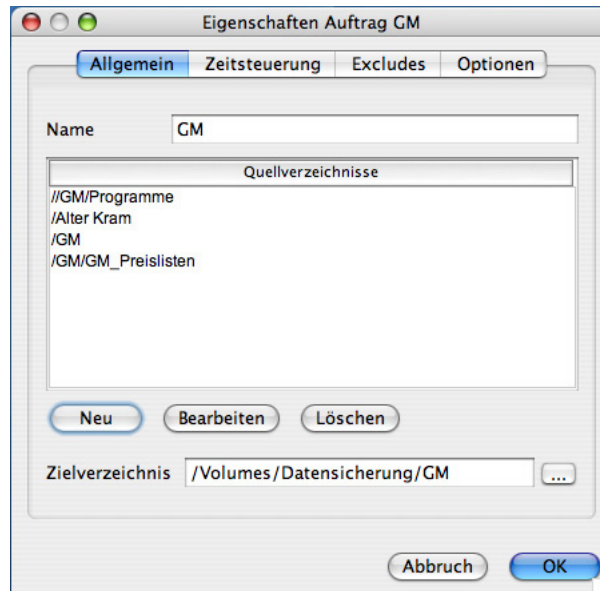 Eigenschaften Auftrag GM
Allgemein Zeitsteuerung Excludes Optionen
Name GM
Quellverzeichnisse
//GM/Programme
/Alter Kram
/GM
/GM/GM_Preislisten
Neu Bearbeiten Löschen
Zielverzeichnis /Volumes/Datensicherung/GM ...
Abbruch OK